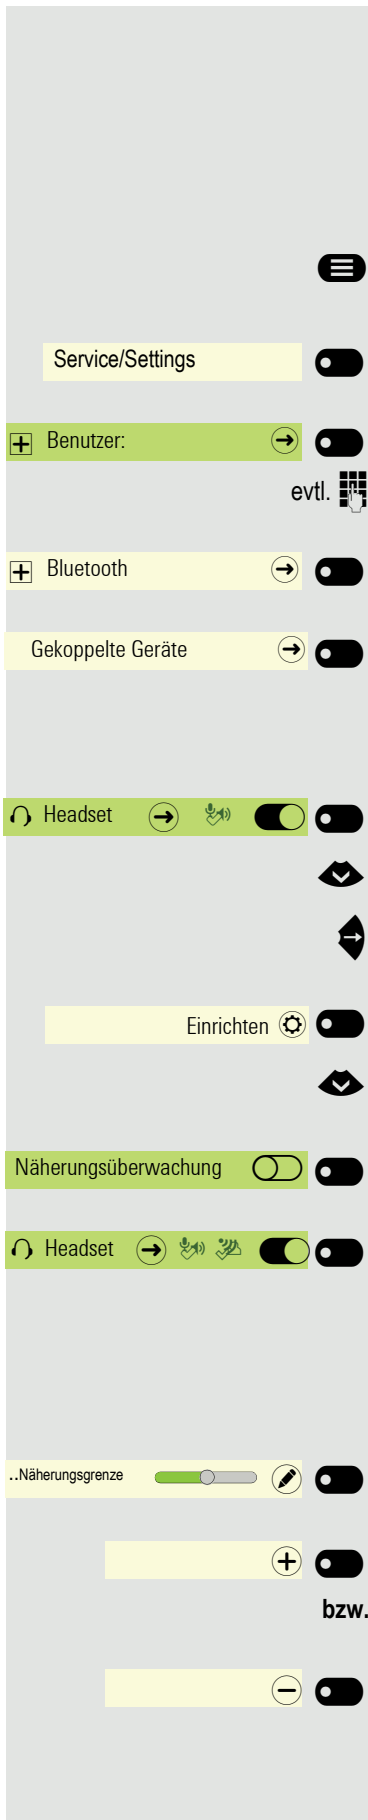 Service/Settings
Benutzer:
evtl.
Bluetooth
Gekoppelte Geräte
Headset
Einrichten
Näherungsüberwachung
Headset
..Näherungsgrenze
bzw.